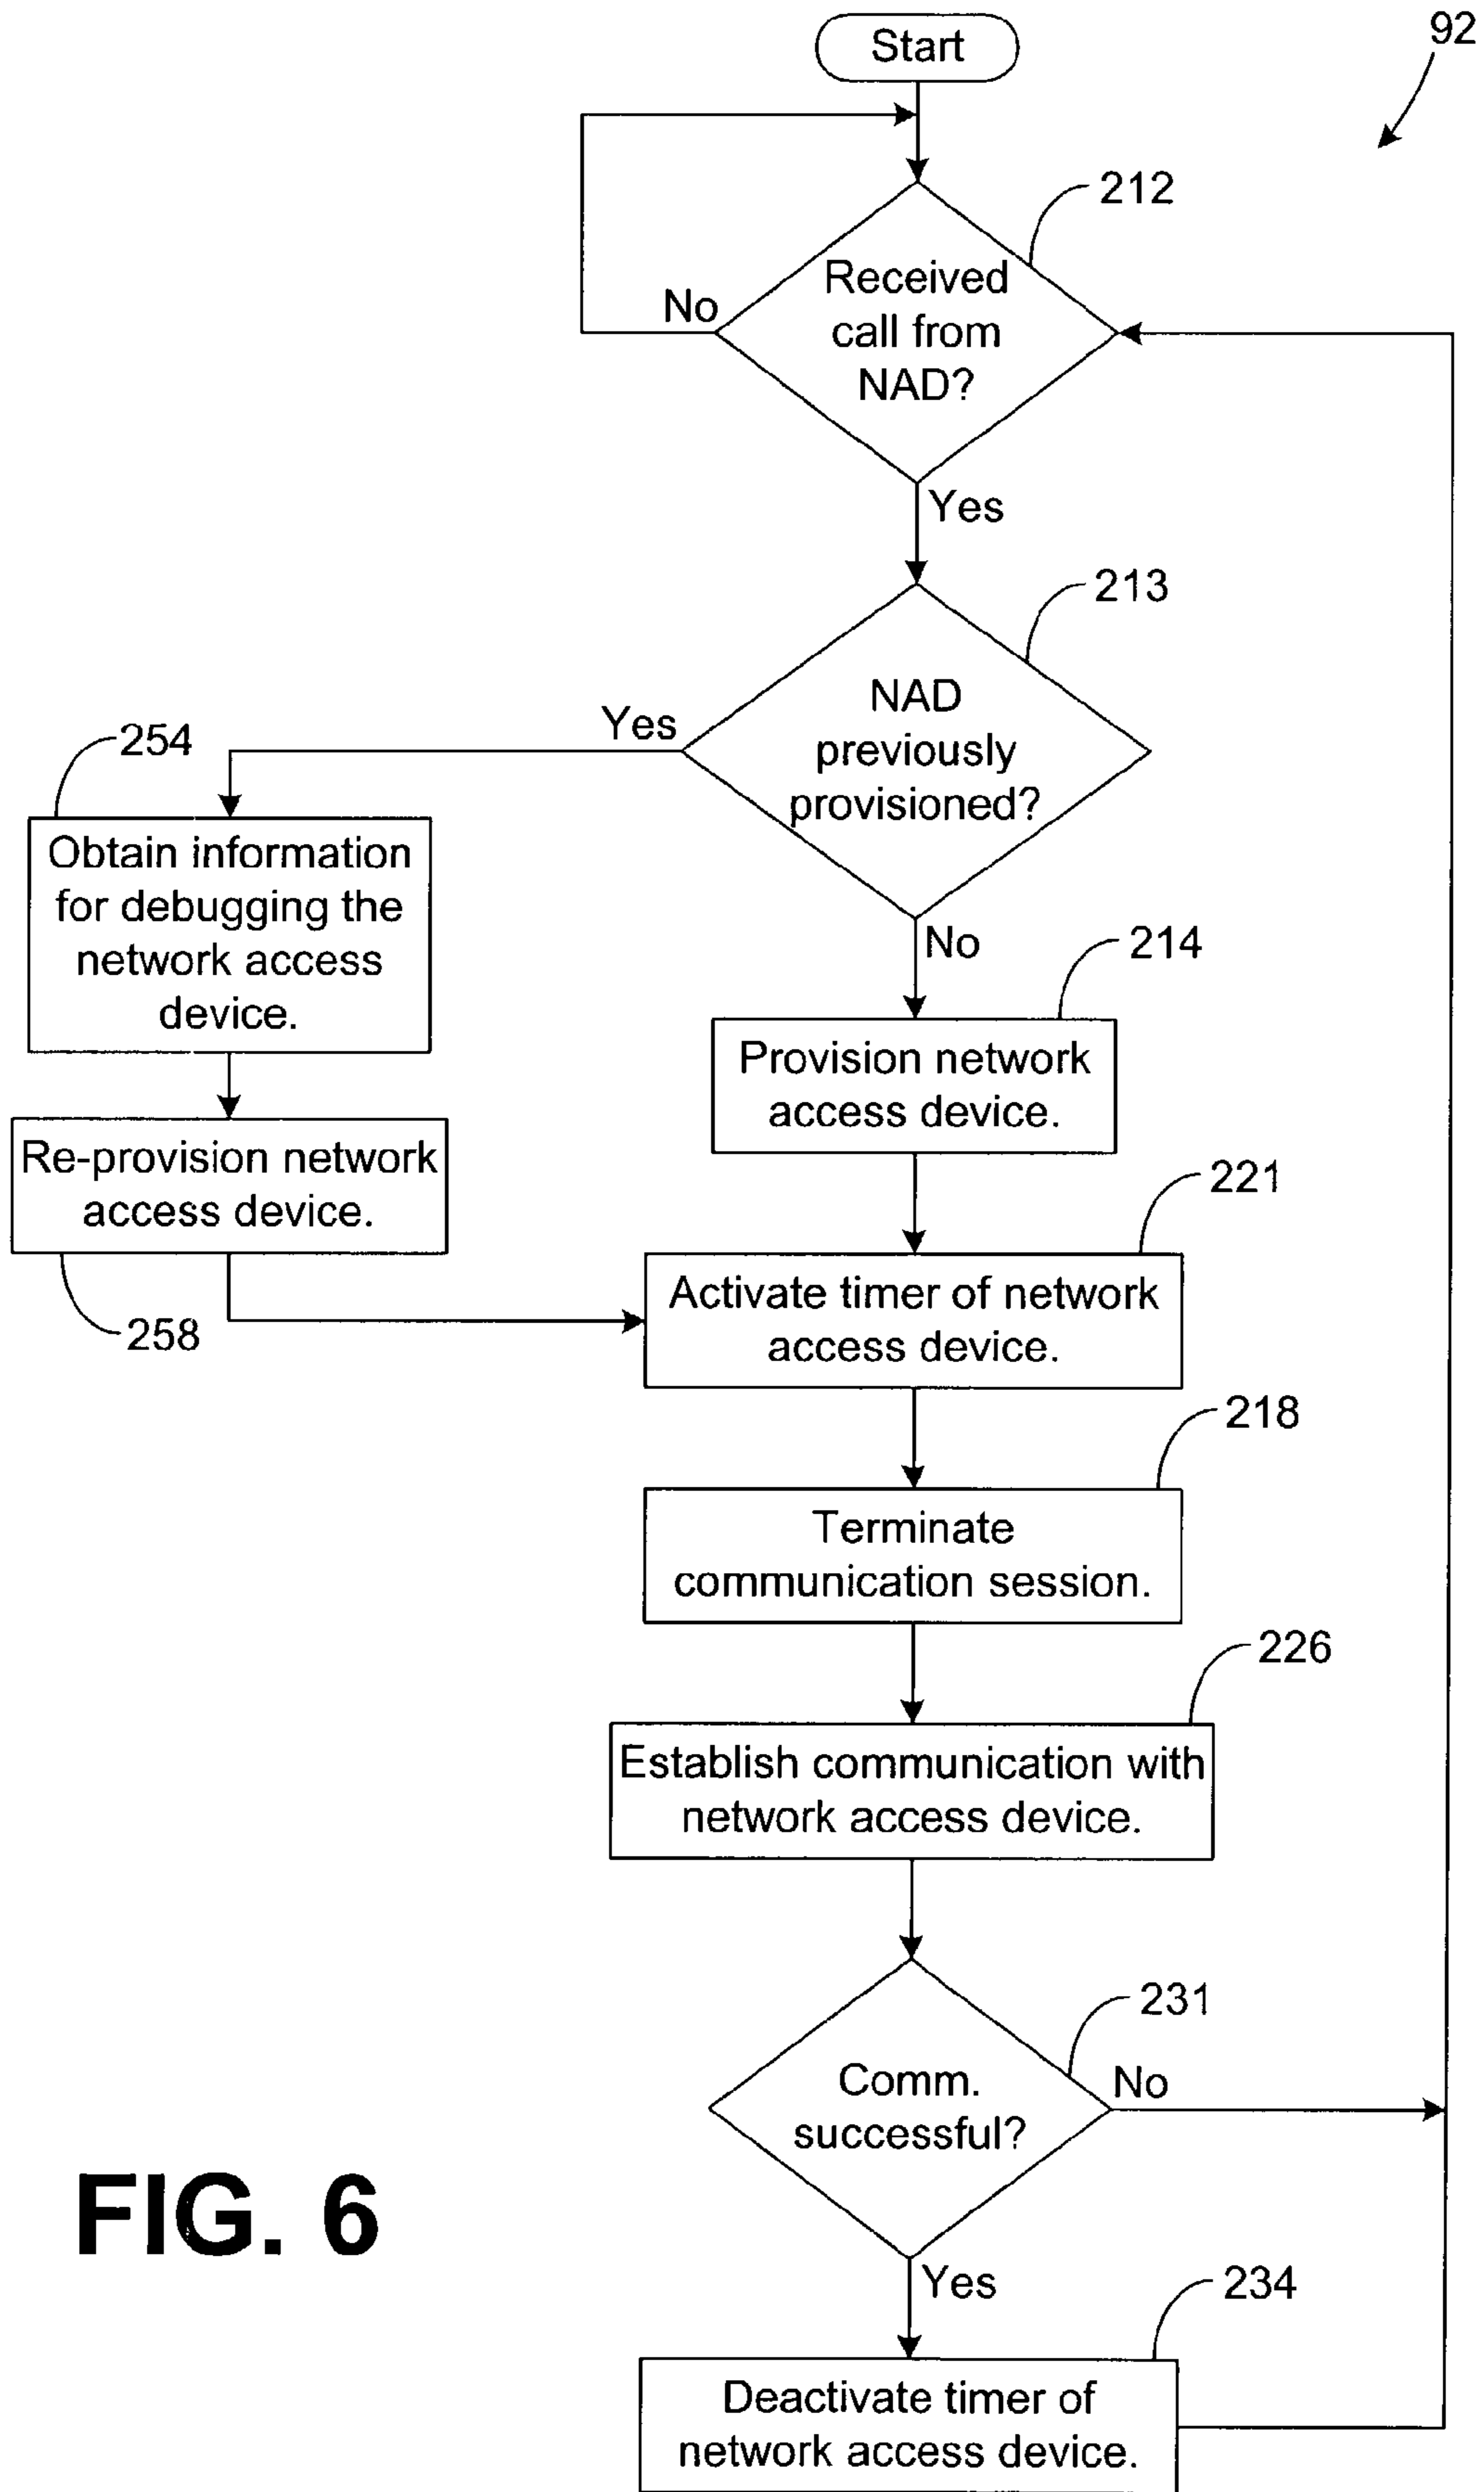 Start
92
212
Received
call from
NAD?
No
Yes
213
NAD
previously
provisioned?
Yes
254
Obtain information
for debugging the
network access
device.
No
214
Provision network
access device.
Re-provision network
access device.
258
221
Activate timer of network
access device.
218
Terminate
communication session.
226
Establish communication with
network access device.
231
Comm.
successful?
No
Yes
234
Deactivate timer of
network access device.
FIG. 6